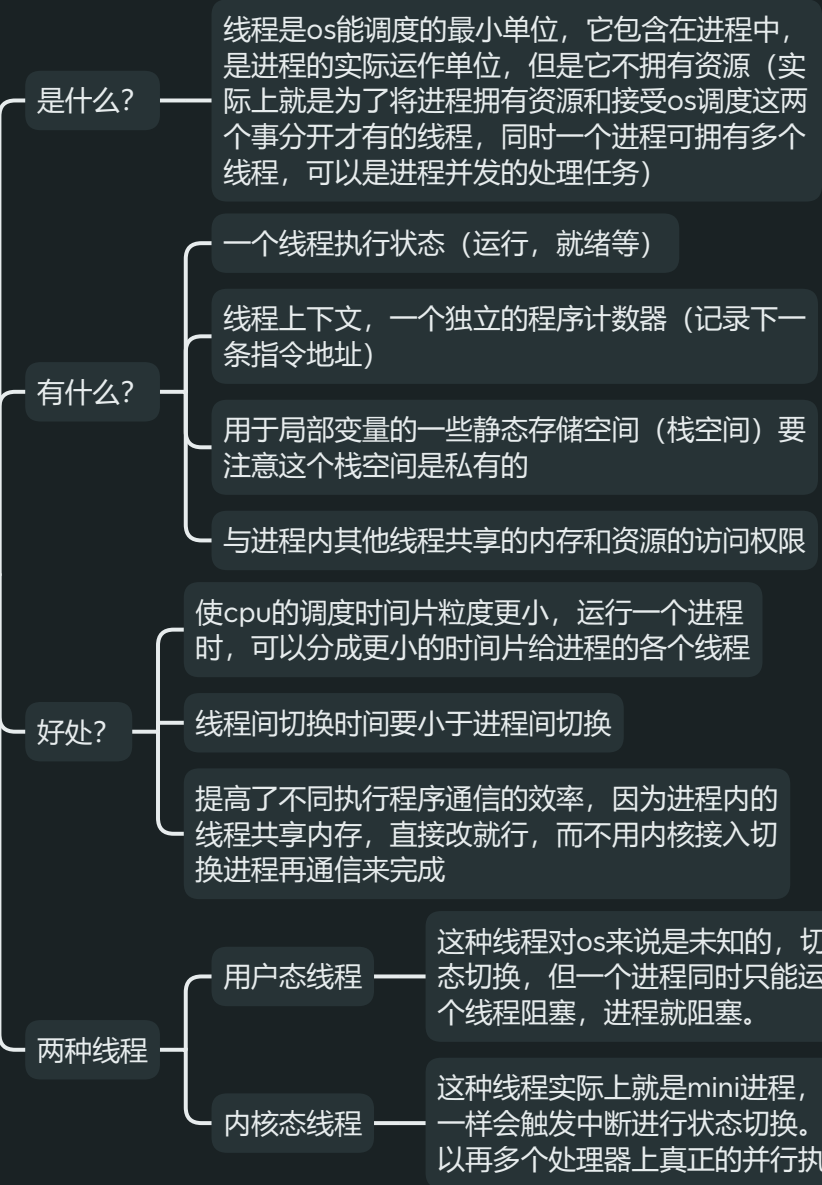 是什么？
线程是os能调度的最小单位，它包含在进程中，
是进程的实际运作单位，但是它不拥有资源（实
际上就是为了将进程拥有资源和接受os调度这两
个事分开才有的线程，同时一个进程可拥有多个
线程，可以是进程并发的处理任务）
有什么？
一个线程执行状态（运行，就绪等）
线程上下文，一个独立的程序计数器（记录下一
条指令地址）
用于局部变量的一些静态存储空间（栈空间）要
注意这个栈空间是私有的
与进程内其他线程共享的内存和资源的访问权限
好处？
使cpu的调度时间片粒度更小，运行一个进程
时，可以分成更小的时间片给进程的各个线程
线程间切换时间要小于进程间切换
提高了不同执行程序通信的效率，因为进程内的
线程共享内存，直接改就行，而不用内核接入切
换进程再通信来完成
两种线程
用户态线程
这种线程对os来说是未知的，切
态切换，但一个进程同时只能运
个线程阻塞，进程就阻塞。
内核态线程
这种线程实际上就是mini进程，
一样会触发中断进行状态切换。
以再多个处理器上真正的并行执